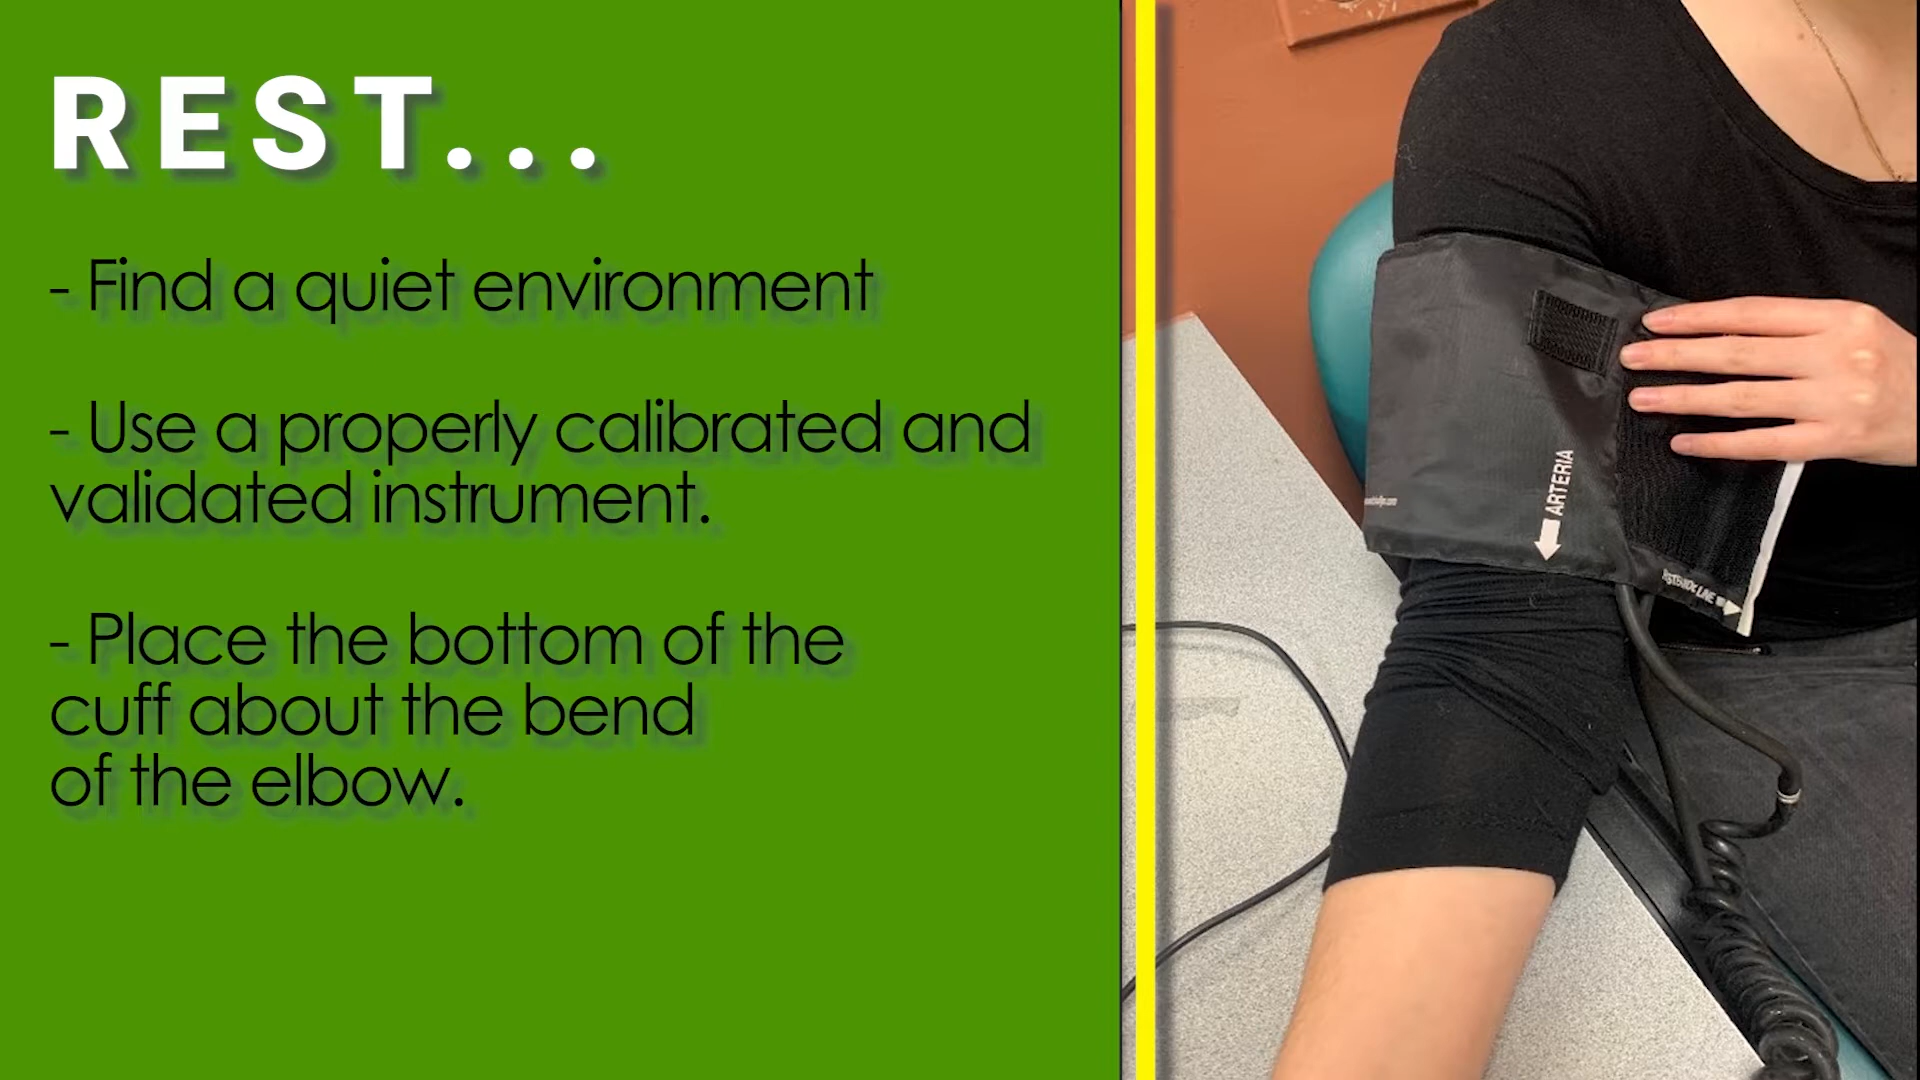 REST...
- Find a quiet environment
- Use a properly calibrated and
validated instrument.
- Place the bottom of the
cuff about the bend
of the elbow.
ARTERIA
LINE